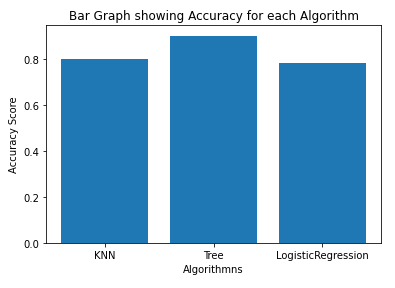 Bar Graph showing Accuracy for each Algorithm
Accuracy Score
0.8
0.6
0.4
0.2
0.0
KNN Tree LogisticRegression
Algorithmns